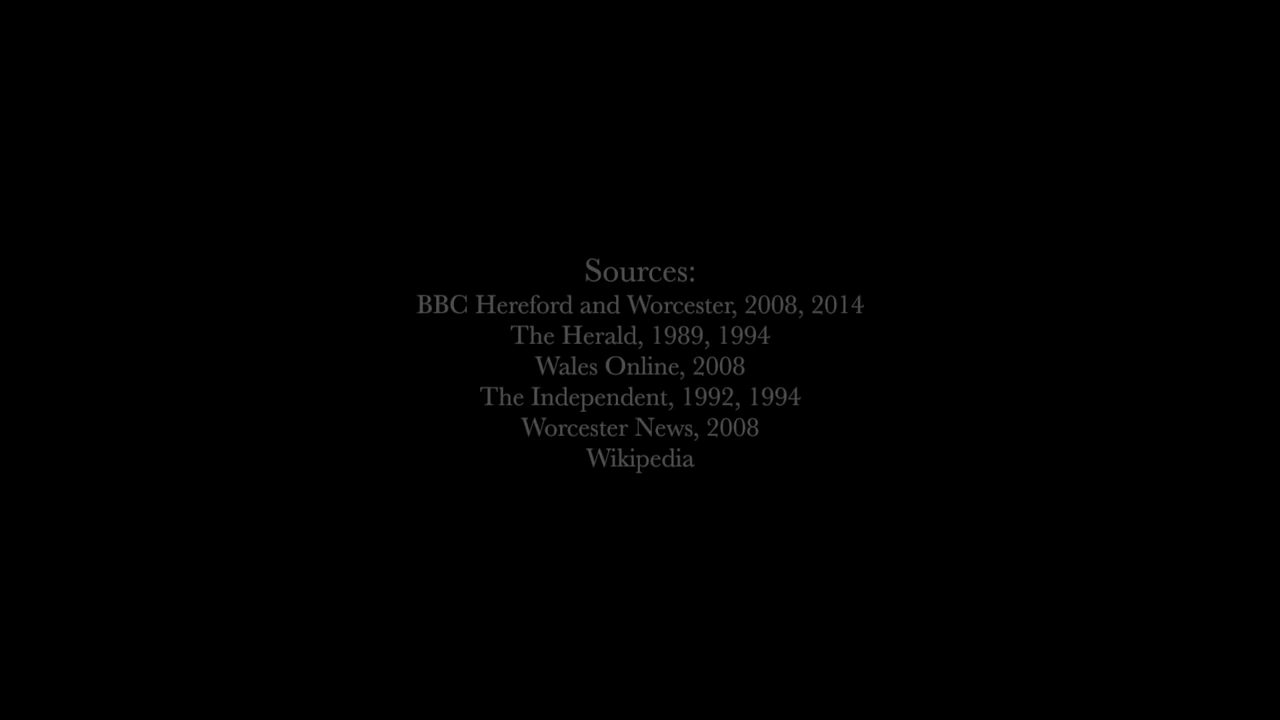 Sources:
BBC Hereford and Worcester, 2008, 2014
The Herald, 1989, 1994
Wales Online, 2008
The Independent, 1992, 1994
Worcester News, 2008
Wikipedia